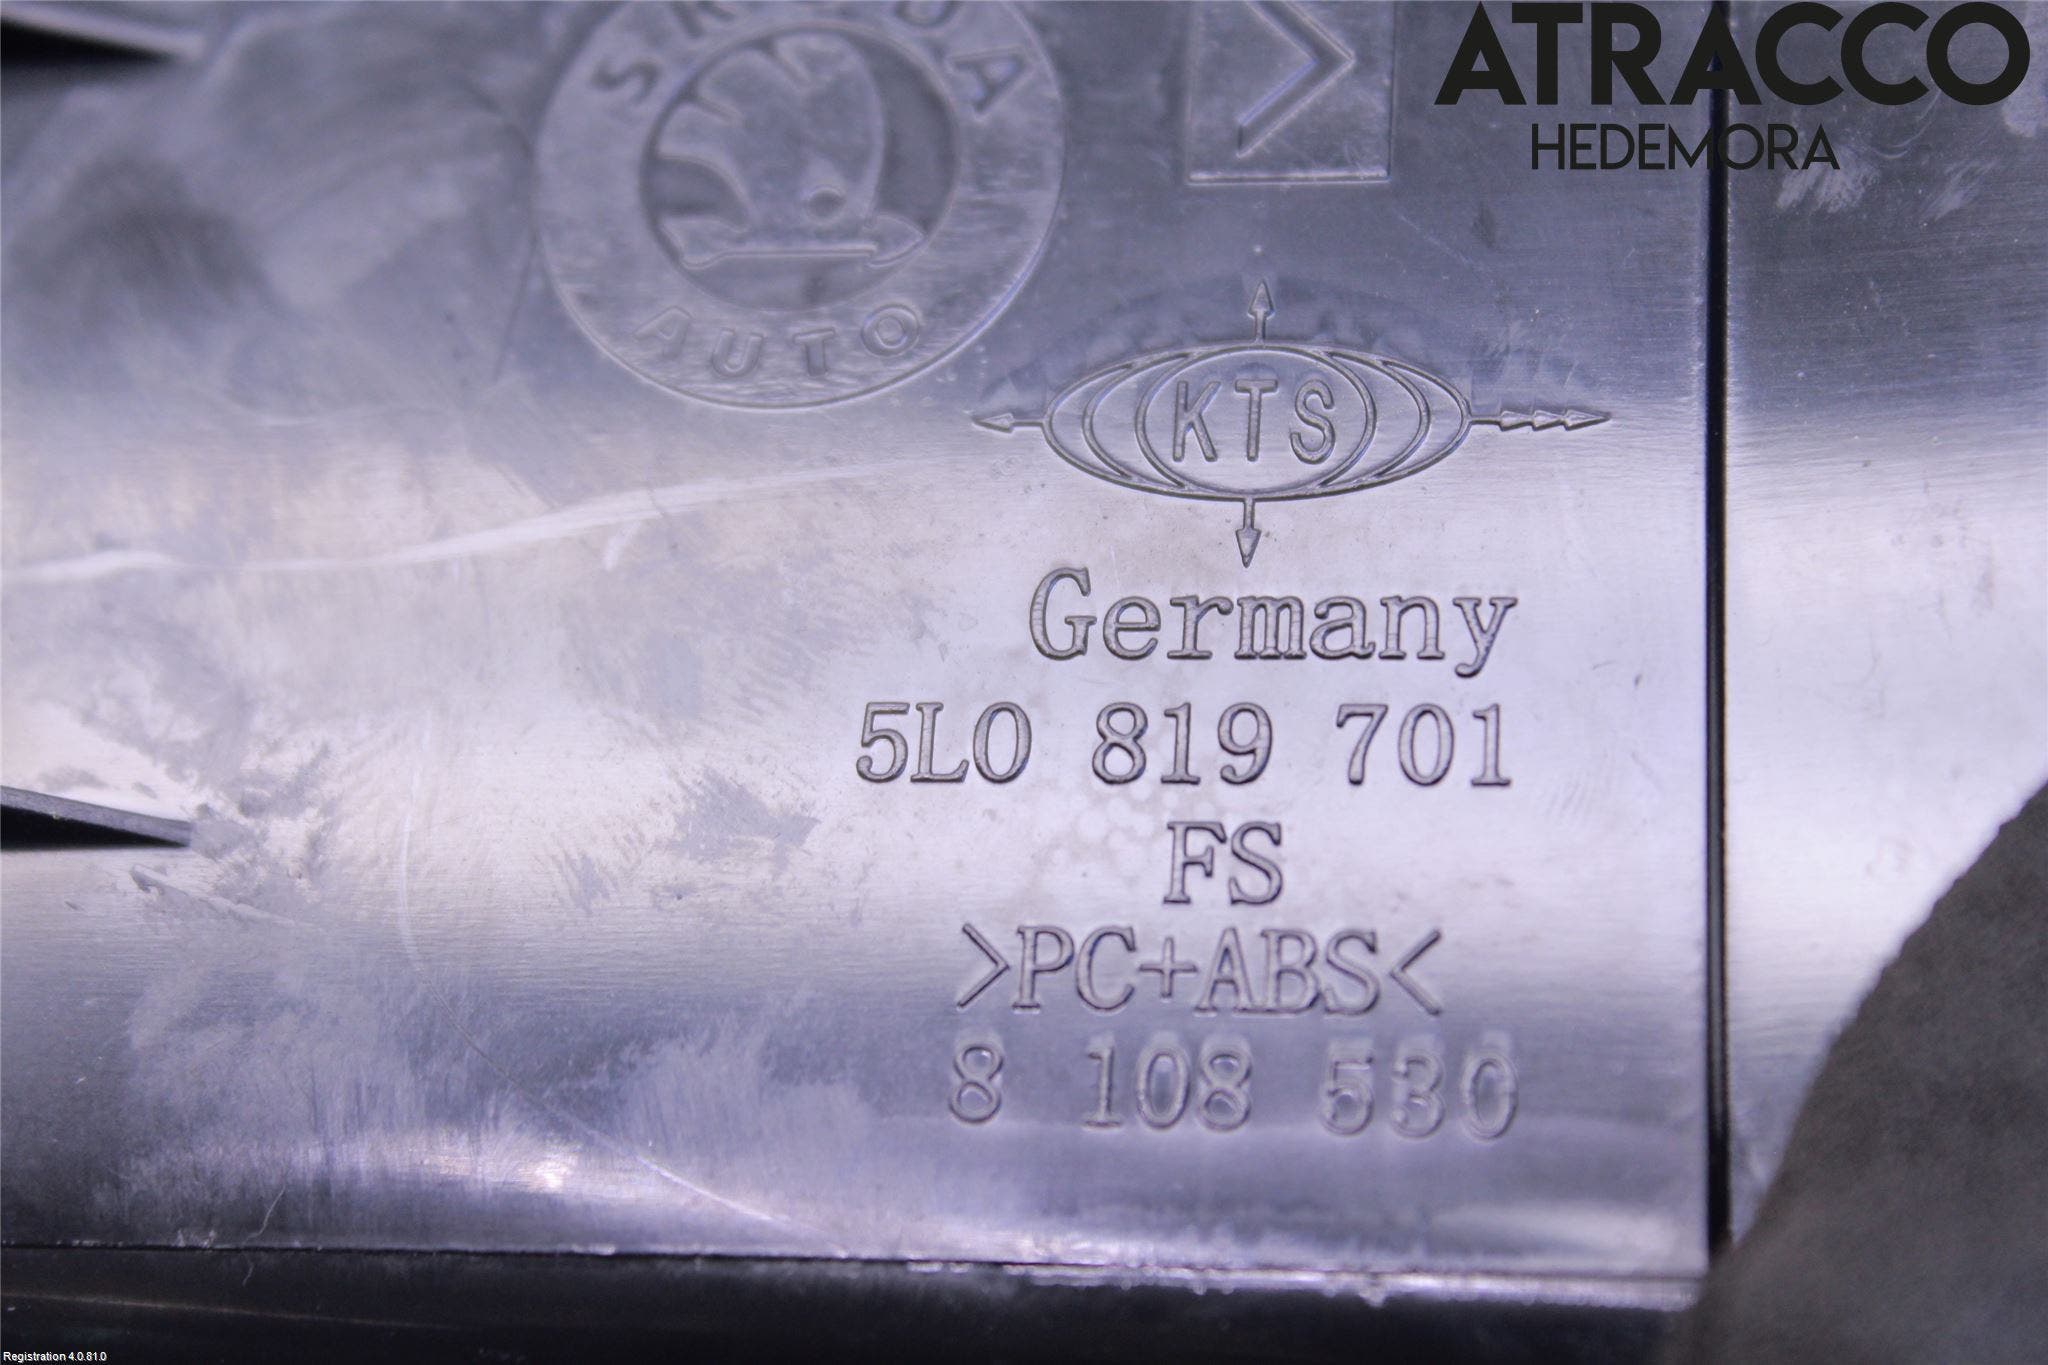 ATRACCO
HEDEMORA
SKODA
AUTO
KTS
Germany
5L0 819 701
FS
>PC+ABS<
8 108 530
Registration 4.0.81.0